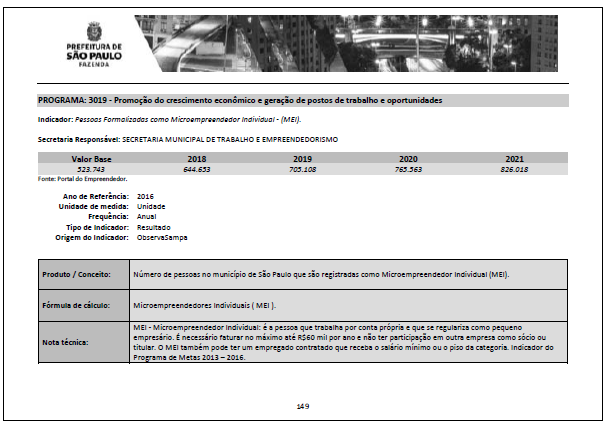 PREFEITURA DE
SÃO PAULO
FAZENDA
PROGRAMA: 3019 - Promoção do crescimento econômico e geração de postos de trabalho e oportunidades
Indicador: Pessoas Formalizadas como Microempreendedor Individual - (MEI).
Secretaria Responsável: SECRETARIA MUNICIPAL DE TRABALHO E EMPREENDEDORISMO
Valor Base 2018 2019 2020 2021
523.743 644.653 705.108 765.563 826.018
Fonte: Portal do Empreendedor.
Ano de Referência: 2016
Unidade de medida: Unidade
Frequência: Anual
Tipo de Indicador: Resultado
Origem do Indicador: ObservaSampa
Produto / Conceito: Número de pessoas no município de São Paulo que são registradas como Microempreendedor Individual (MEI).
Fórmula de cálculo: Microempreendedores Individuais ( MEI ).
Nota técnica:
MEI - Microempreendedor Individual: é a pessoa que trabalha por conta própria e que se regulariza como pequeno
empresário. É necessário faturar no máximo até R$60 mil por ano e não ter participação em outra empresa como sócio ou
titular. O MEI também pode ter um empregado contratado que receba o salário mínimo ou o piso da categoria. Indicador do
Programa de Metas 2013 – 2016.
149